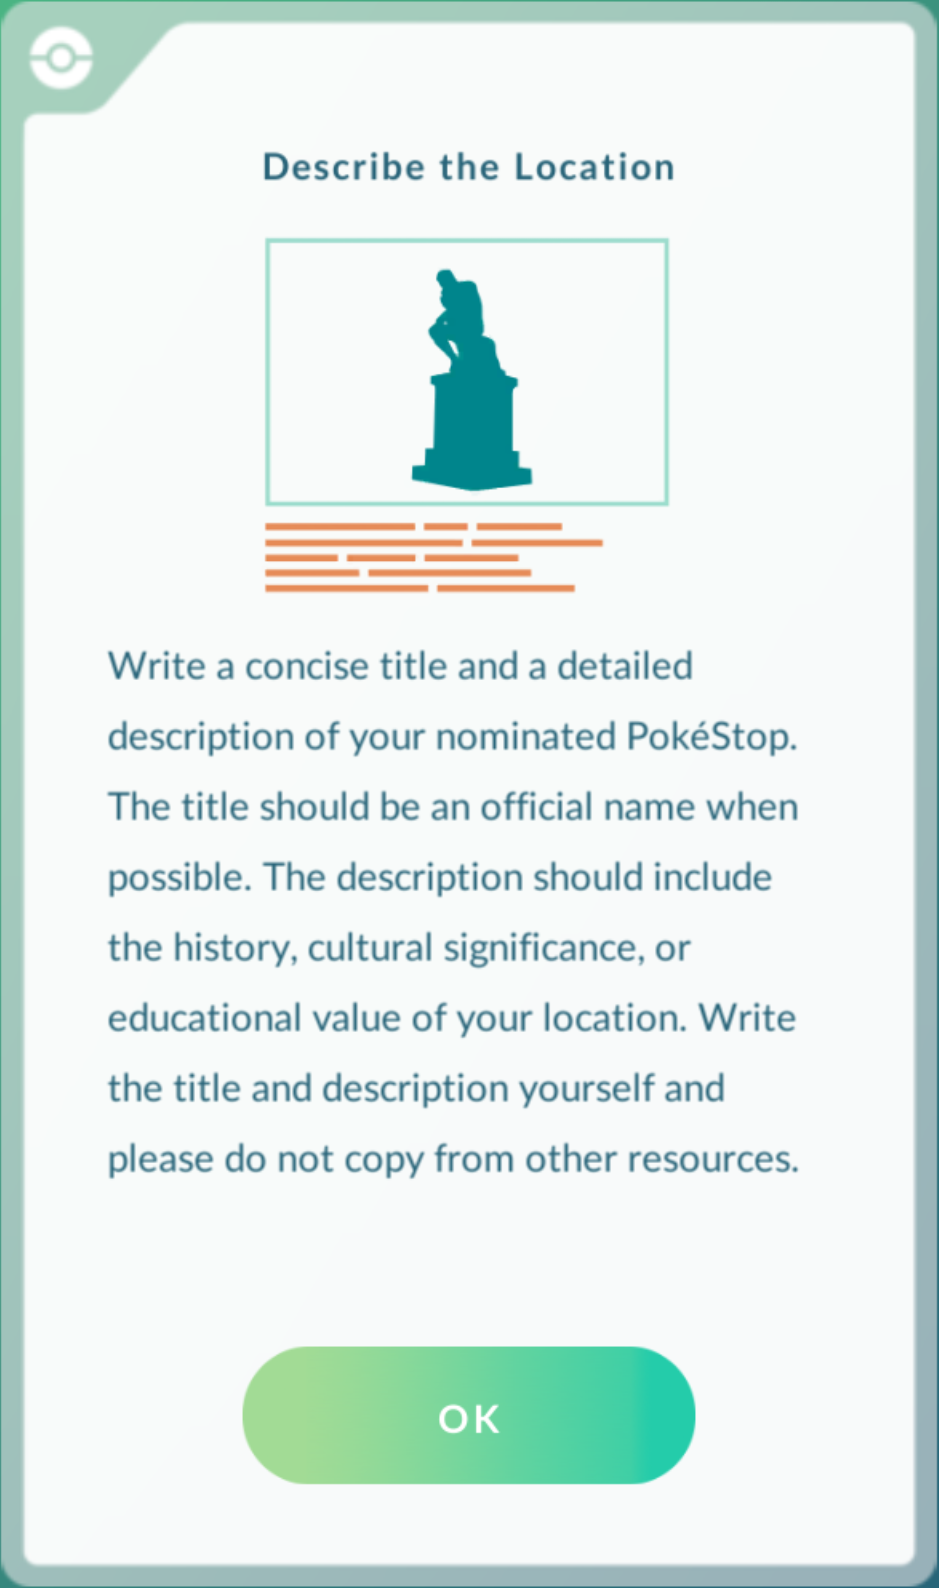 Describe the Location
Write a concise title and a detailed
description of your nominated PokéStop.
The title should be an official name when
possible. The description should include
the history, cultural significance, or
educational value of your location. Write
the title and description yourself and
please do not copy from other resources.
OK